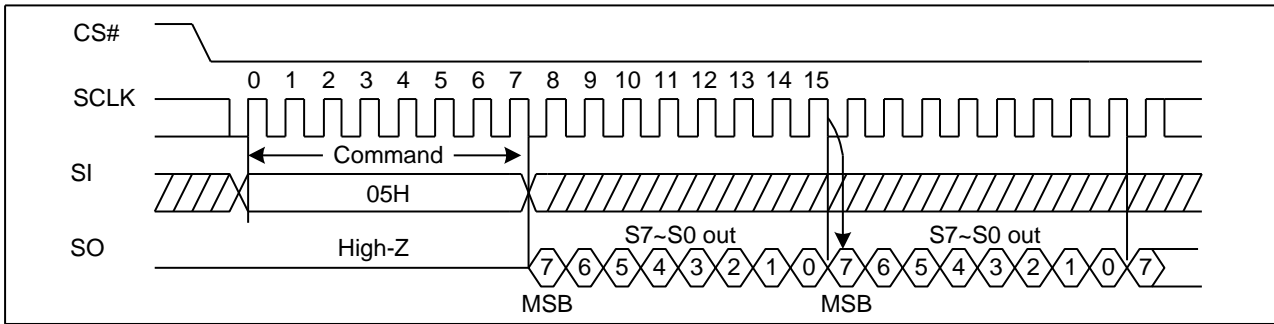 CS#
0 1 2 3 4 5 6 7 8 9 10 11 12 13 14 15
SCLK
Command
SI
05H
S7~S0 out S7~S0 out
SO High-Z
7 6 5 4 3 2 1 0 7 6 5 4 3 2 1 0 7
MSB MSB